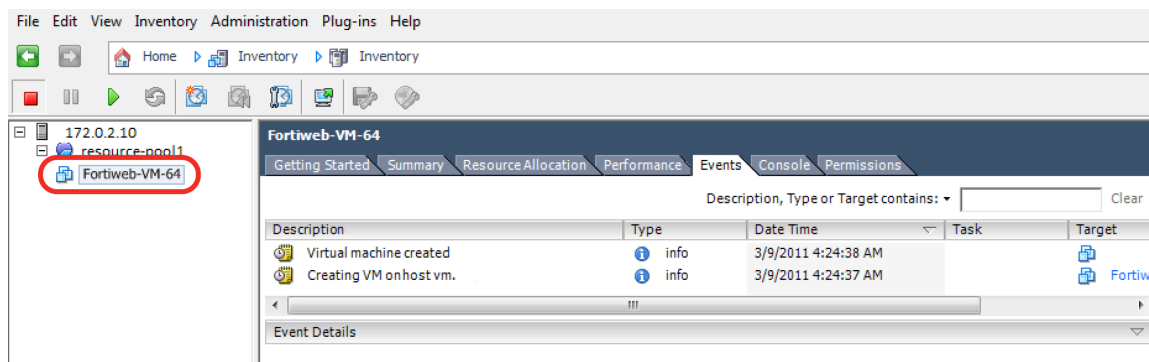 File Edit View Inventory Administration Plug-ins Help
Home Inventory Inventory
172.0.2.10
resource-pool1
Fortiweb-VM-64
Fortiweb-VM-64
Getting Started Summary Resource Allocation Performance Events Console Permissions
Description, Type or Target contains: Clear
Description Type Date Time Task Target
Virtual machine created info 3/9/2011 4:24:38 AM
Creating VM on host vm. info 3/9/2011 4:24:37 AM Fortiw
Event Details